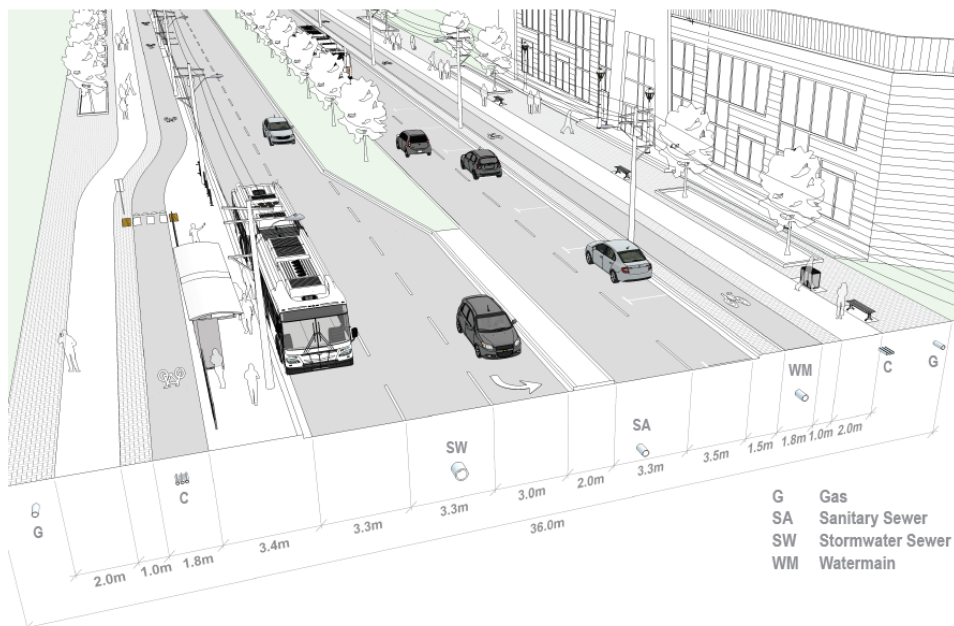 WM
C
G
SA
SW
C
G
2.0m
1.0m
1.8m
3.4m
3.3m
3.3m
3.0m
2.0m
3.3m
3.5m
1.5m
1.8m
1.0m
2.0m
36.0m
G Gas
SA Sanitary Sewer
SW Stormwater Sewer
WM Watermain